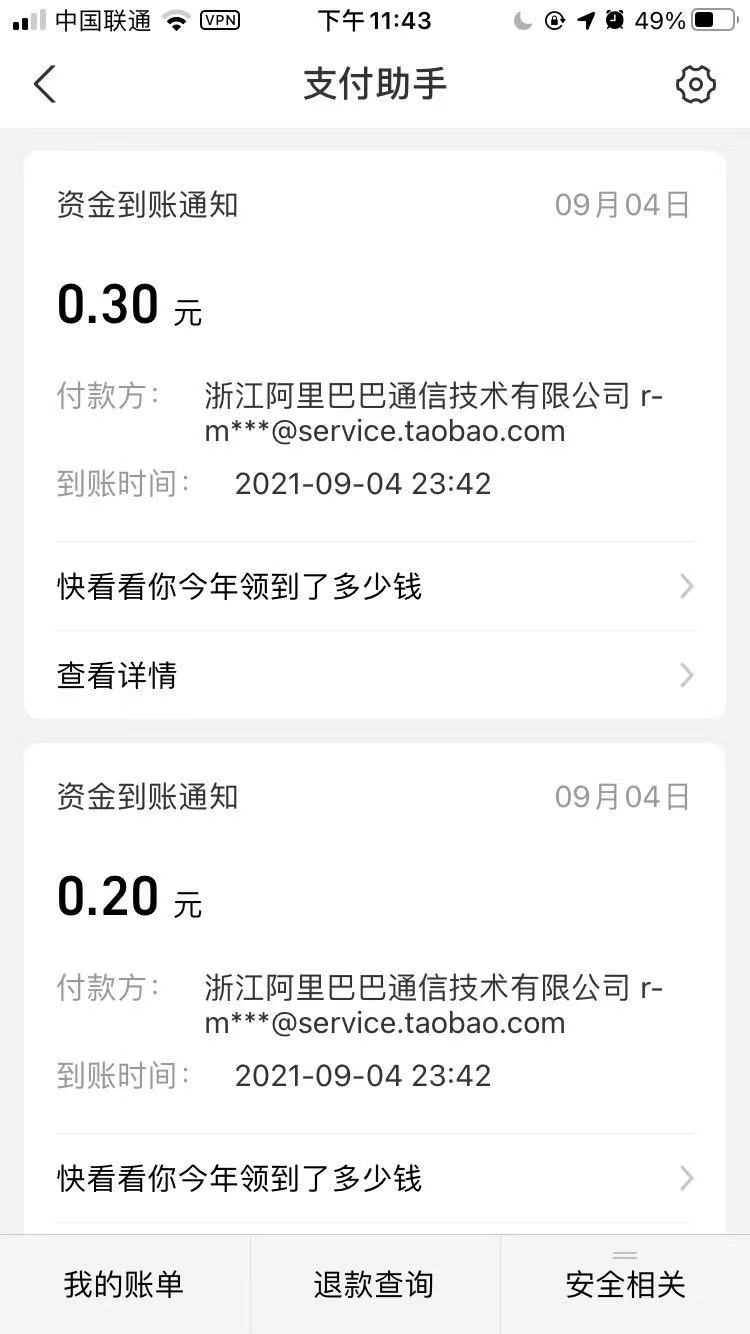 中国联通 VPN 下午11:43 49%
支付助手
资金到账通知 09月04日
0.30 元
付款方： 浙江阿里巴巴通信技术有限公司 r-
m***@service.taobao.com
到账时间： 2021-09-04 23:42
快看看你今年领到了多少钱
查看详情
资金到账通知 09月04日
0.20 元
付款方： 浙江阿里巴巴通信技术有限公司 r-
m***@service.taobao.com
到账时间： 2021-09-04 23:42
快看看你今年领到了多少钱
我的账单 退款查询 安全相关